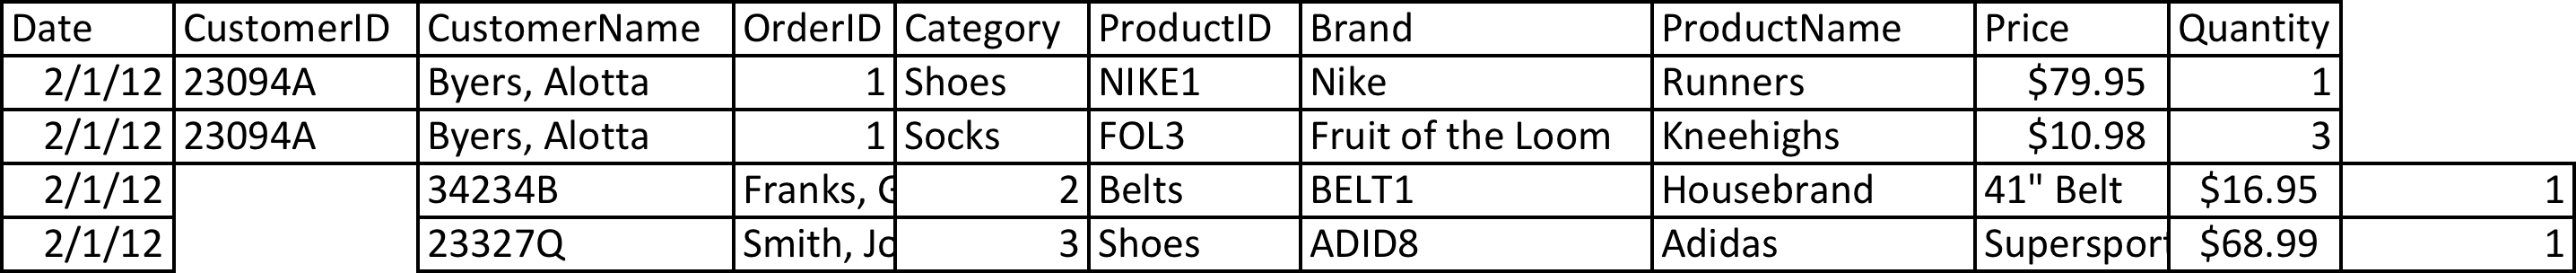 Date CustomerID CustomerName OrderID Category ProductID Brand ProductName Price Quantity
2/1/12 23094A Byers, Alotta 1 Shoes NIKE1 Nike Runners $79.95 1
2/1/12 23094A Byers, Alotta 1 Socks FOL3 Fruit of the Loom Kneehighs $10.98 3
2/1/12 34234B Franks, 2 Belts BELT1 Housebrand 41" Belt $16.95 1
2/1/12 23327Q Smith, 3 Shoes ADID8 Adidas $68.99 1